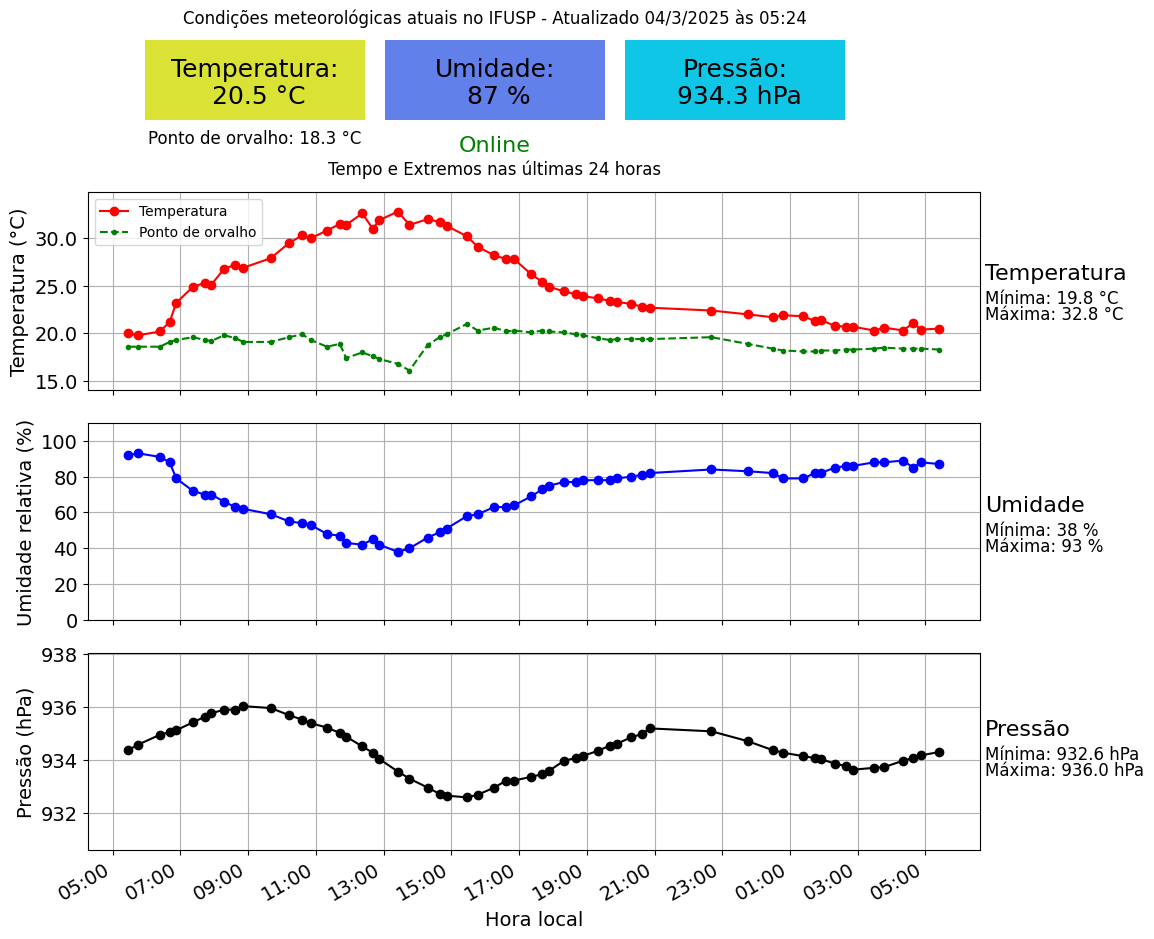 Condições meteorológicas atuais no IFUSP - Atualizado 04/3/2025 às 05:24
Temperatura:
20.5 °C
Umidade:
87 %
Pressão:
934.3 hPa
Ponto de orvalho: 18.3 °C
Online
Tempo e Extremos nas últimas 24 horas
Temperatura (°C)
30.0
25.0
20.0
15.0
Temperatura
Ponto de orvalho
Temperatura
Mínima: 19.8 °C
Máxima: 32.8 °C
Umidade relativa (%)
100
80
60
40
20
0
Umidade
Mínima: 38 %
Máxima: 93 %
Pressão (hPa)
938
936
934
932
Pressão
Mínima: 932.6 hPa
Máxima: 936.0 hPa
05:00 07:00 09:00 11:00 13:00 15:00 17:00 19:00 21:00 23:00 01:00 03:00 05:00
Hora local